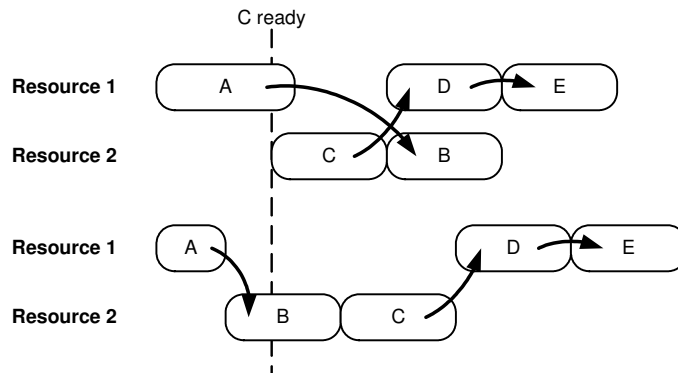 C ready
Resource 1 A D E
Resource 2 C B
Resource 1 A D E
Resource 2 B C